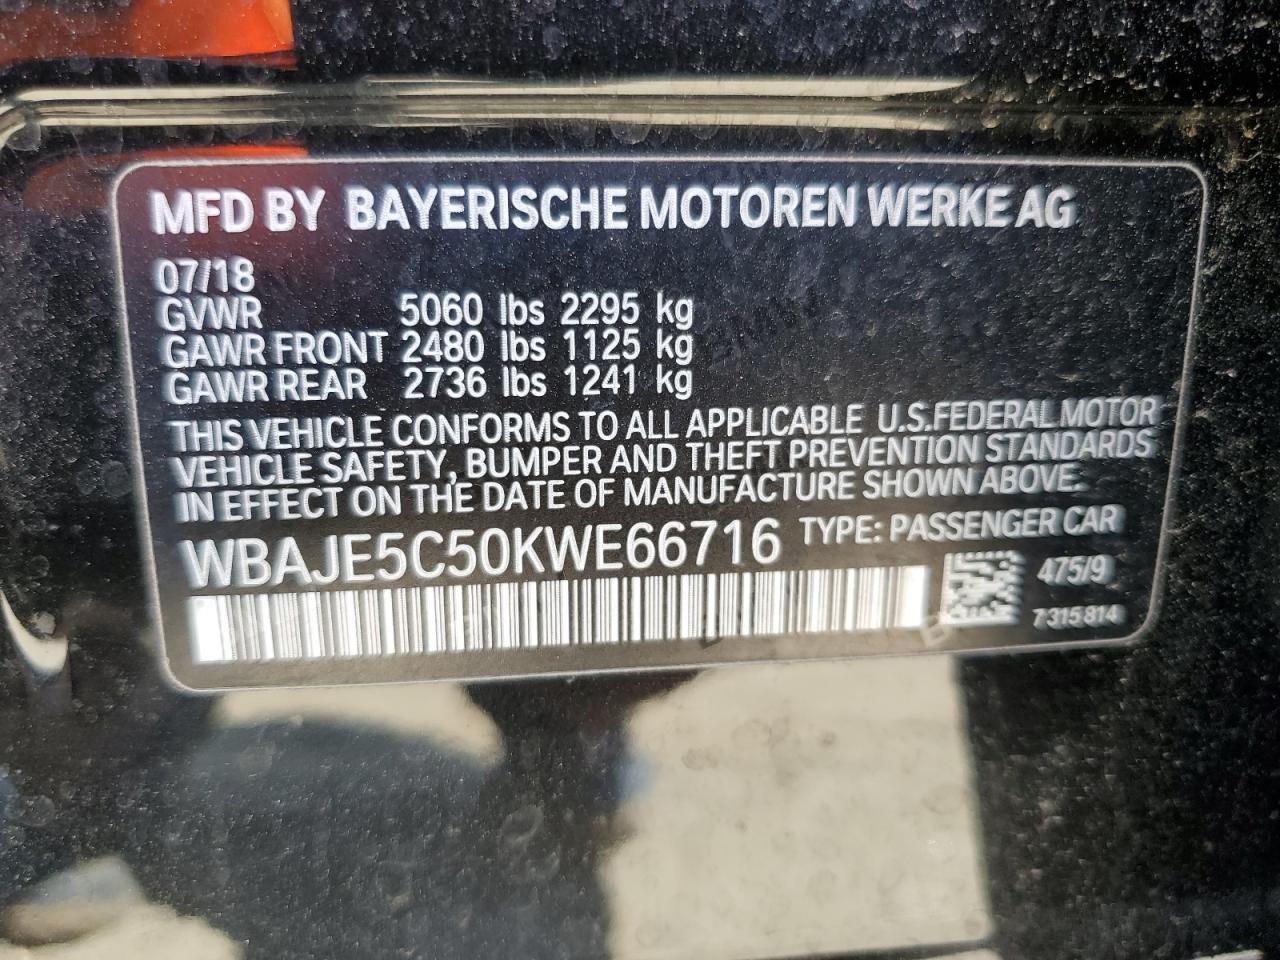 MFD BY BAYERISCHE MOTOREN WERKE AG
07/18
GVWR 5060 lbs 2295 kg
GAWR FRONT 2480 lbs 1125 kg
GAWR REAR 2736 lbs 1241 kg
THIS VEHICLE CONFORMS TO ALL APPLICABLE U.S.FEDERAL MOTOR
VEHICLE SAFETY, BUMPER AND THEFT PREVENTION STANDARDS
IN EFFECT ON THE DATE OF MANUFACTURE SHOWN ABOVE.
WBAJE5C50KWE66716 TYPE: PASSENGER CAR
475/9
7 315 814